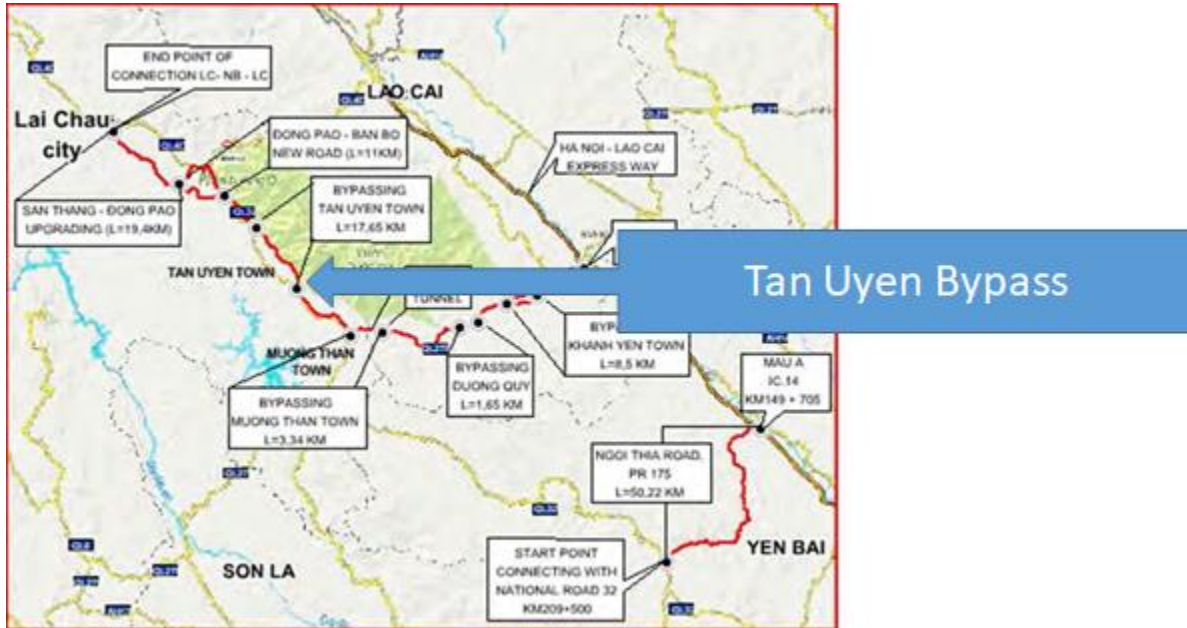 END POINT OF
CONNECTION LC- NB - LC
LAO CAI
Lai Chau
city
ĐONG PAO - BAN BO
NEW ROAD (L=11KM)
HA NOI - LAO CAI
EXPRESS WAY
BYPASSING
TAN UYEN TOWN
L=17,65 KM
SAN THANG - ĐONG PAO
UPGRADING (L=19,4KM)
TAN UYEN TOWN
Tan Uyen Bypass
TUNNEL
MUONG THAN
TOWN
KHANH YEN TOWN
L=8,5 KM
BYPASSING
DUONG QUY
L=1,65 KM
MAU A
IC.14
KM149 + 705
BYPASSING
MUONG THAN TOWN
L=3,34 KM
NGOI THIA ROAD,
PR 175
L=50,22 KM
QL32
START POINT
CONNECTING WITH
NATIONAL ROAD 32
KM209+500
YEN BAI
SON LA
QL32